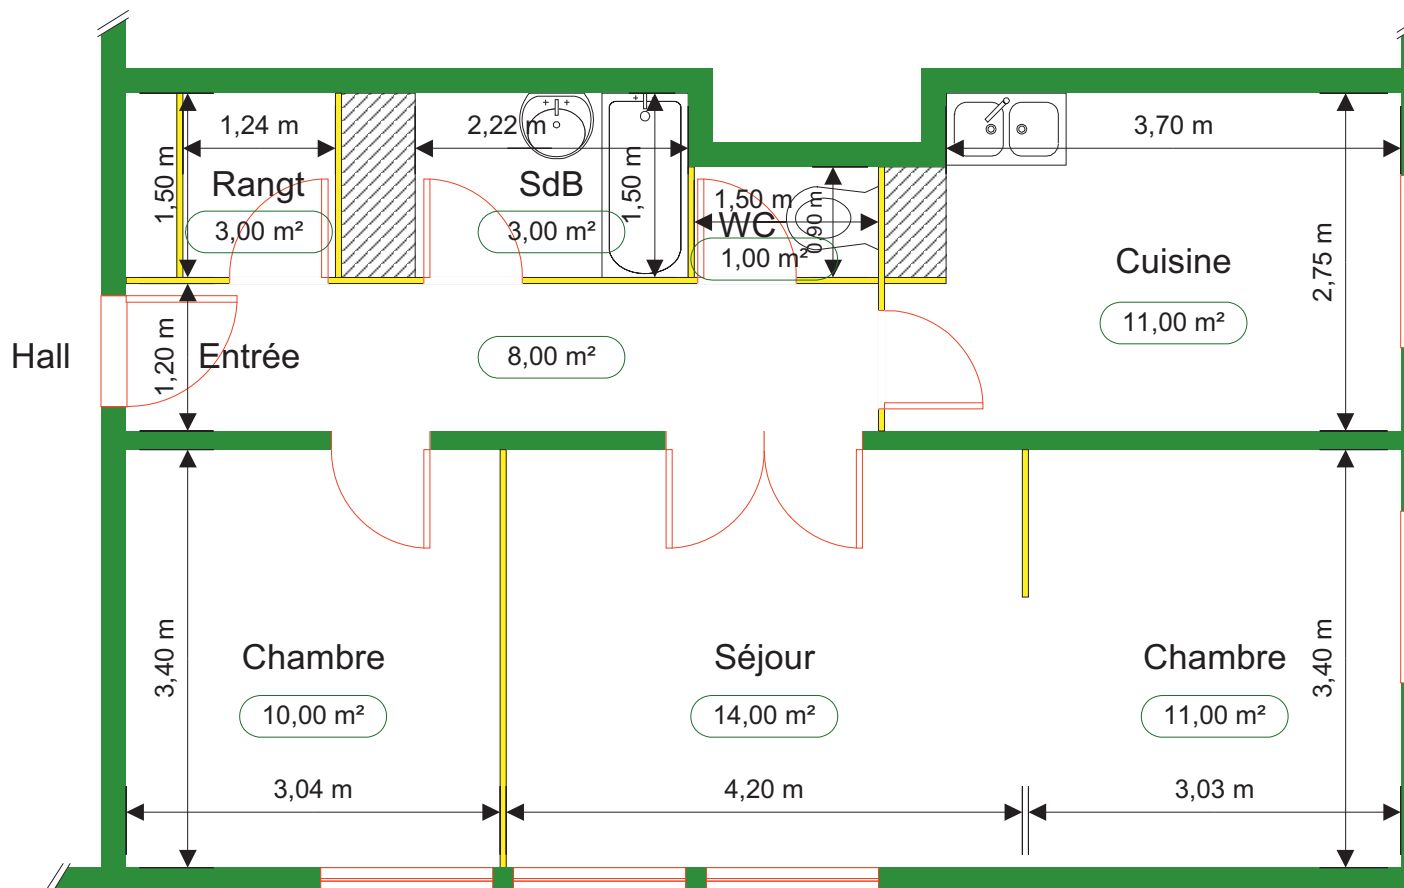 1,24 m
2,22 m
3,70 m
1,50 m
Rangt
SdB
1,50 m
1,50 m
WC
0,90 m
3,00 m²
3,00 m²
1,00 m²
Cuisine
2,75 m
11,00 m²
Hall
1,20 m
Entrée
8,00 m²
3,40 m
Chambre
Séjour
Chambre
3,40 m
10,00 m²
14,00 m²
11,00 m²
3,04 m
4,20 m
3,03 m